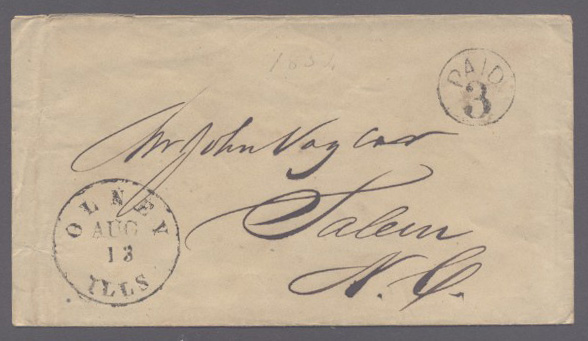 PAID
3
Mr John Vogler
Salem
N. C.
OLNEY
AUG
13
ILLS